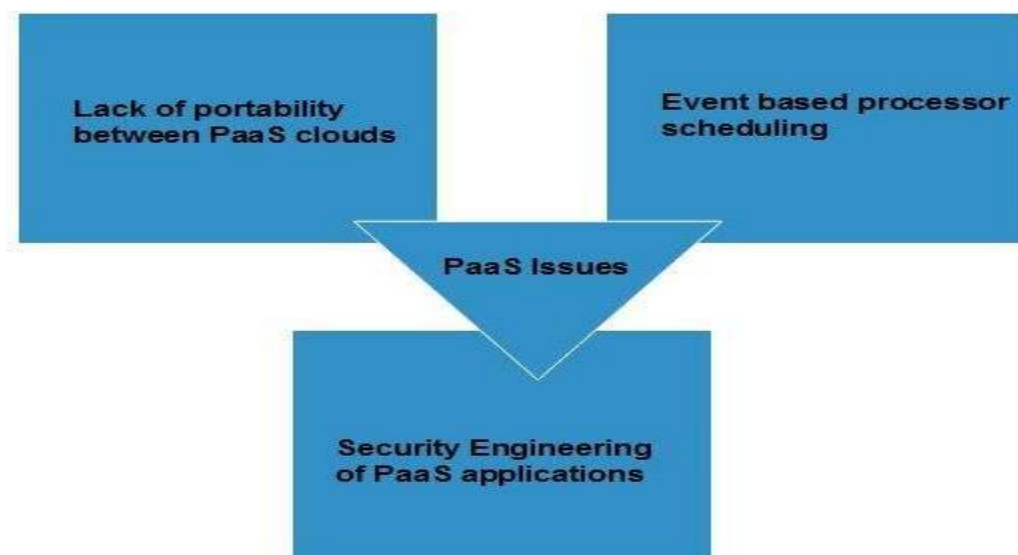 Lack of portability
between PaaS clouds
Event based processor
scheduling
PaaS Issues
Security Engineering
of PaaS applications